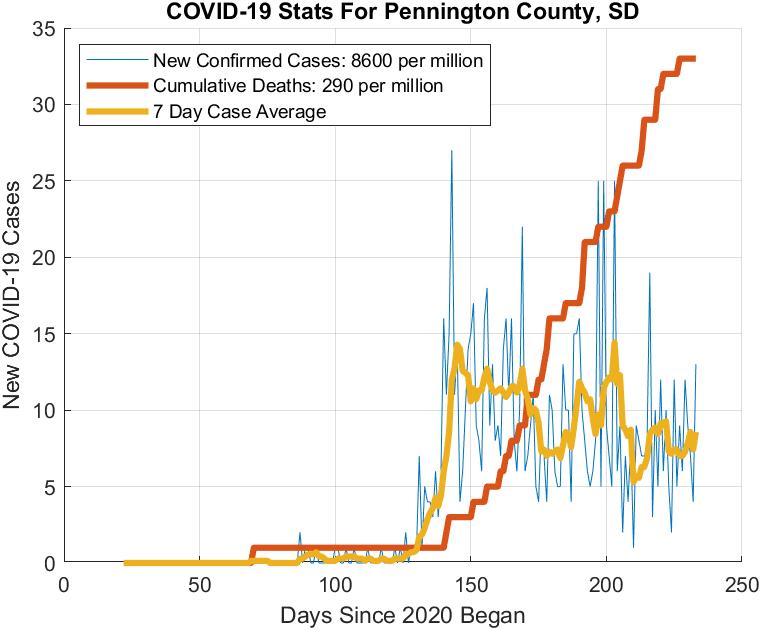 COVID-19 Stats For Pennington County, SD
New Confirmed Cases: 8600 per million
Cumulative Deaths: 290 per million
7 Day Case Average
New COVID-19 Cases
35
30
25
20
15
10
5
0
0 50 100 150 200 250
Days Since 2020 Began